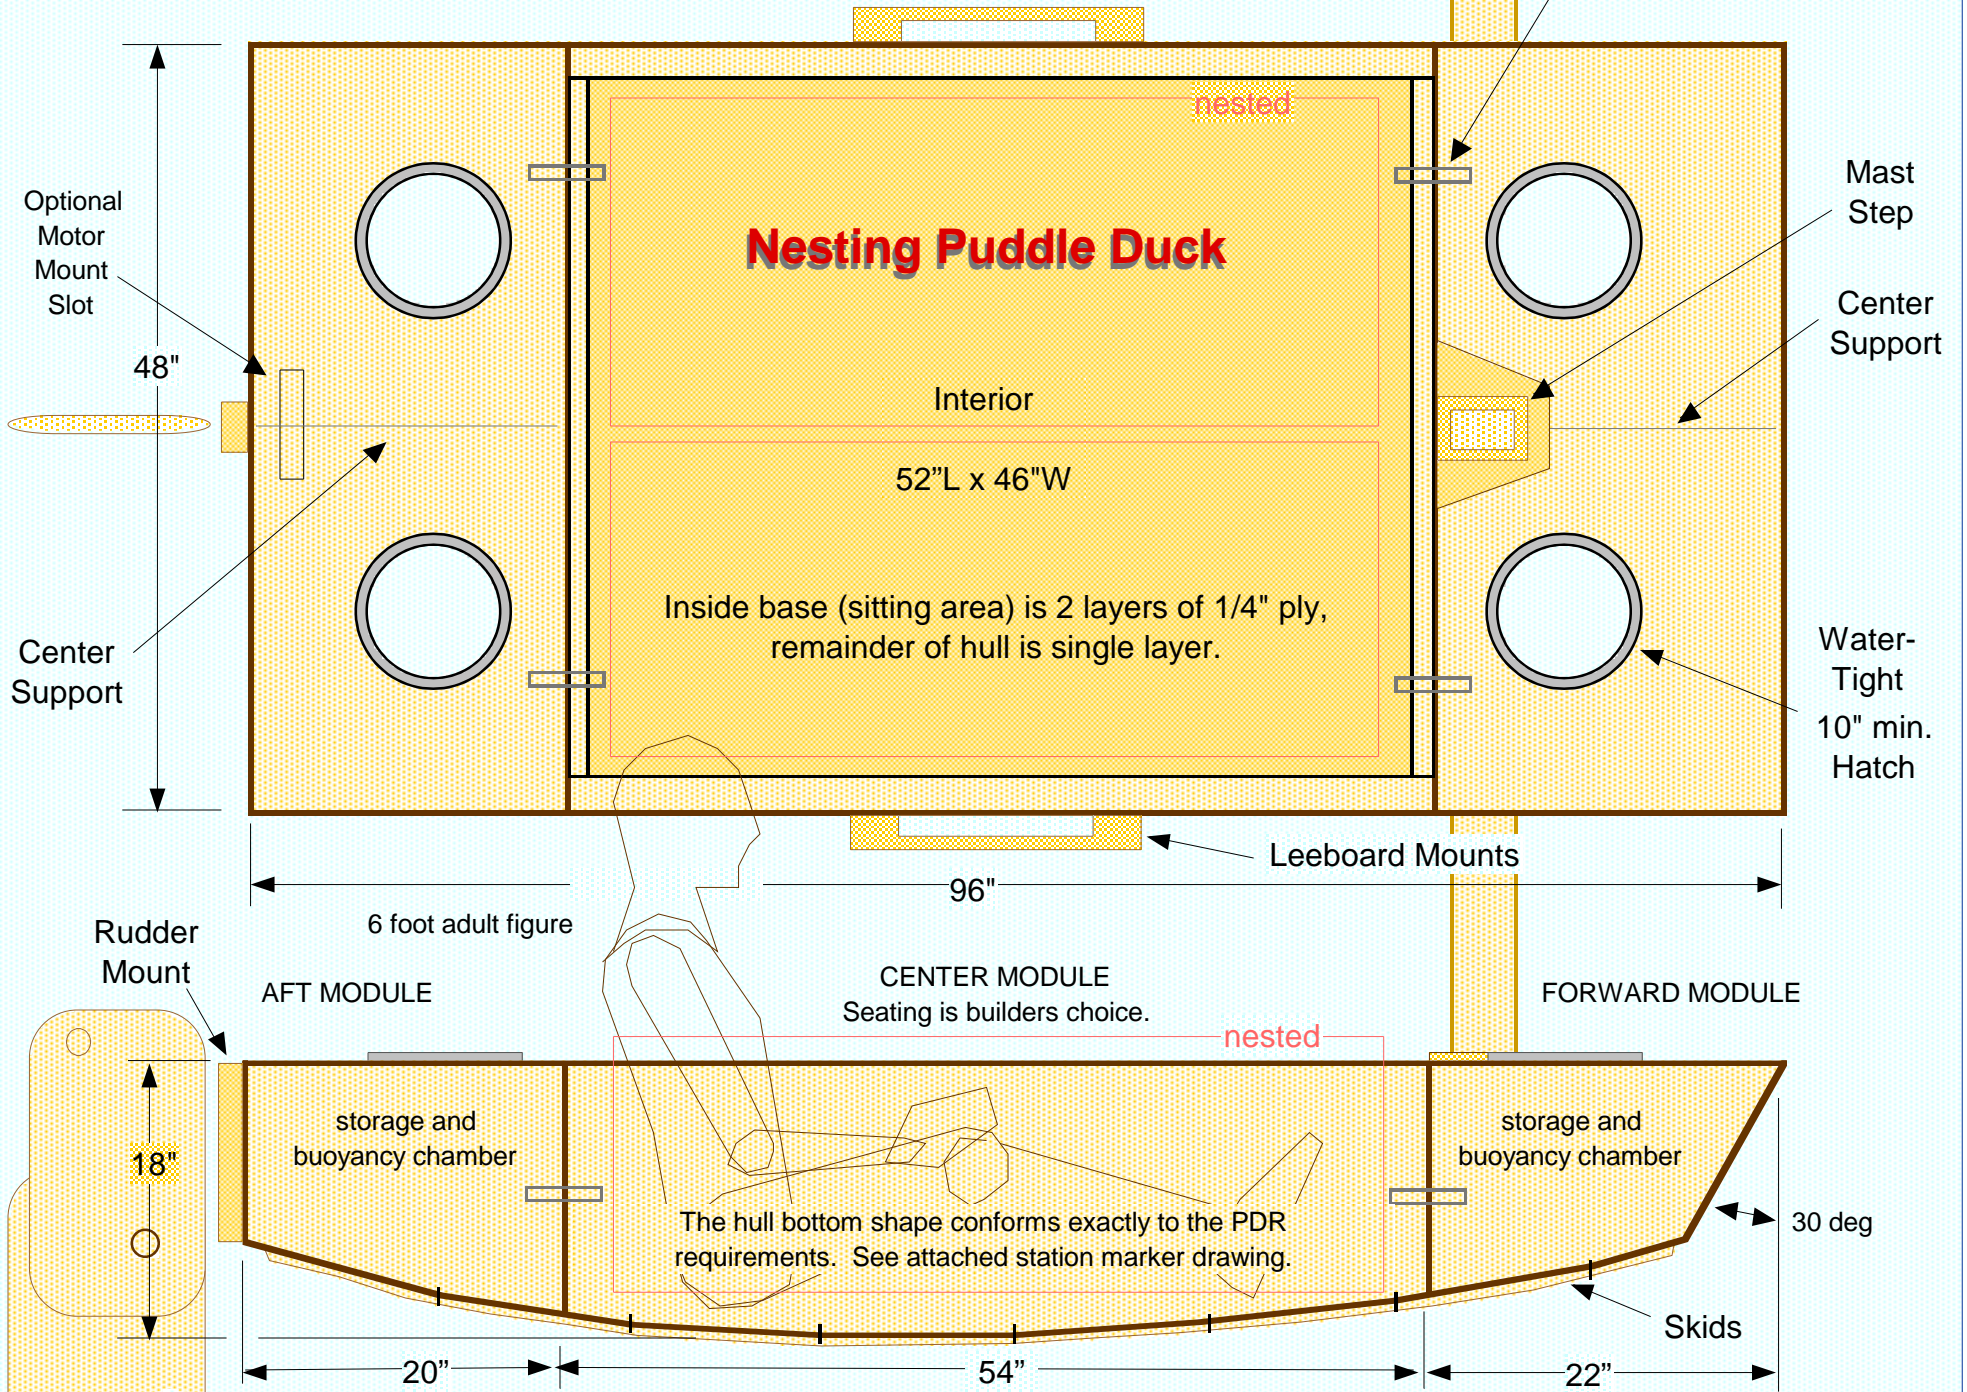 nested
Mast
Step
Optional
Motor
Mount
Slot
Nesting Puddle Duck
Center
Support
48"
Interior
52”L x 46"W
Inside base (sitting area) is 2 layers of 1/4" ply,
remainder of hull is single layer.
Center
Support
Water-
Tight
10" min.
Hatch
Leeboard Mounts
96"
6 foot adult figure
Rudder
Mount
AFT MODULE
CENTER MODULE
Seating is builders choice.
FORWARD MODULE
nested
storage and
buoyancy chamber
storage and
buoyancy chamber
18"
The hull bottom shape conforms exactly to the PDR
requirements.  See attached station marker drawing.
30 deg
Skids
20”
54”
22”